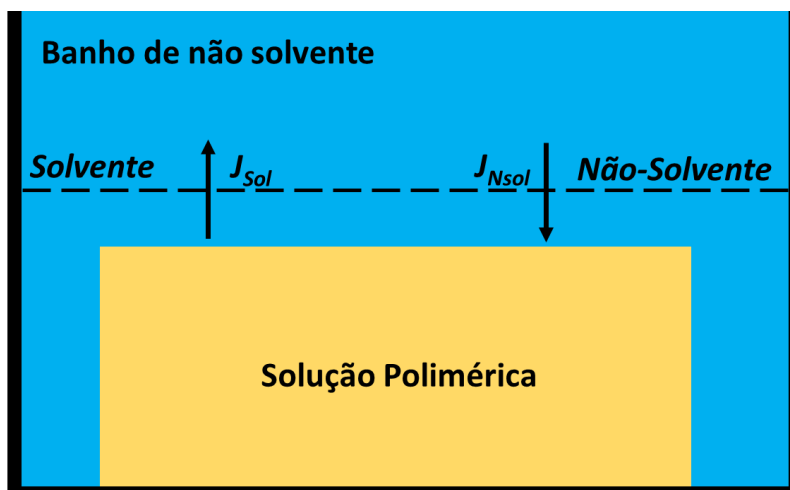 Banho de não solvente
Solvente J_Sol J_Nsol Não-Solvente
Solução Polimérica